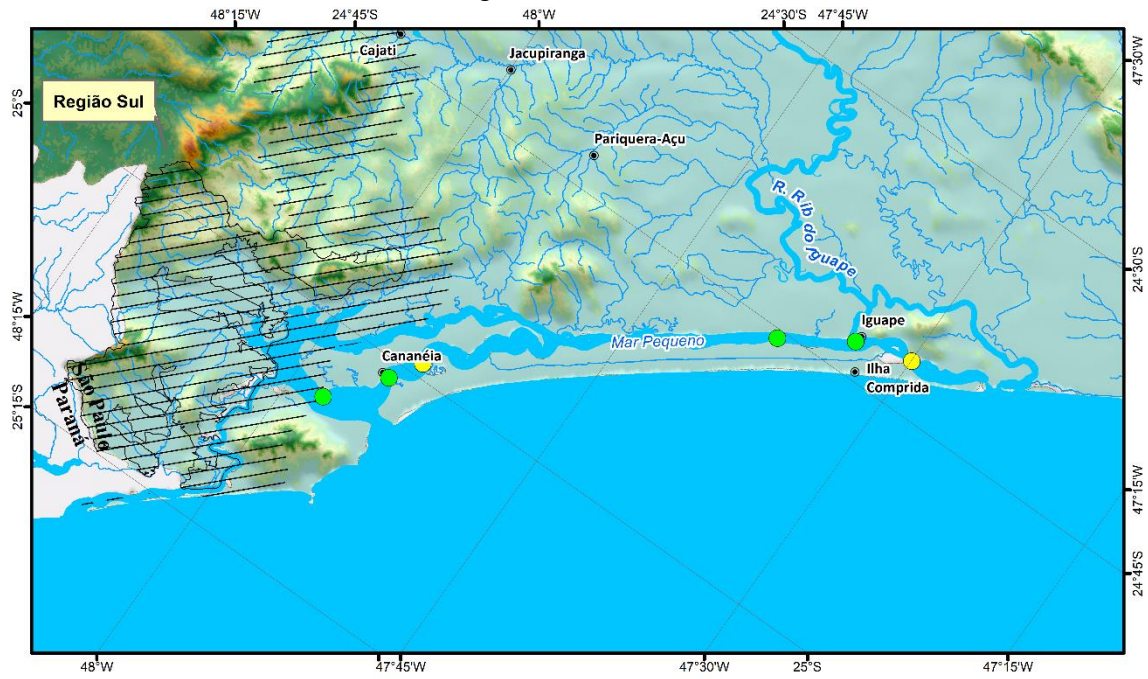 48°15'W
24°45'S
48°W
24°30'S
47°45'W
Cajati
Jacupiranga
47°30'W
25°S
Região Sul
Pariquera-Açu
R. Rib do Iguape
24°30'S
48°15'W
Iguape
Mar Pequeno
Cananéia
Ilha
Comprida
São Paulo
Paraná
25°15'S
47°15'W
24°45'S
48°W
47°45'W
47°30'W
25°S
47°15'W